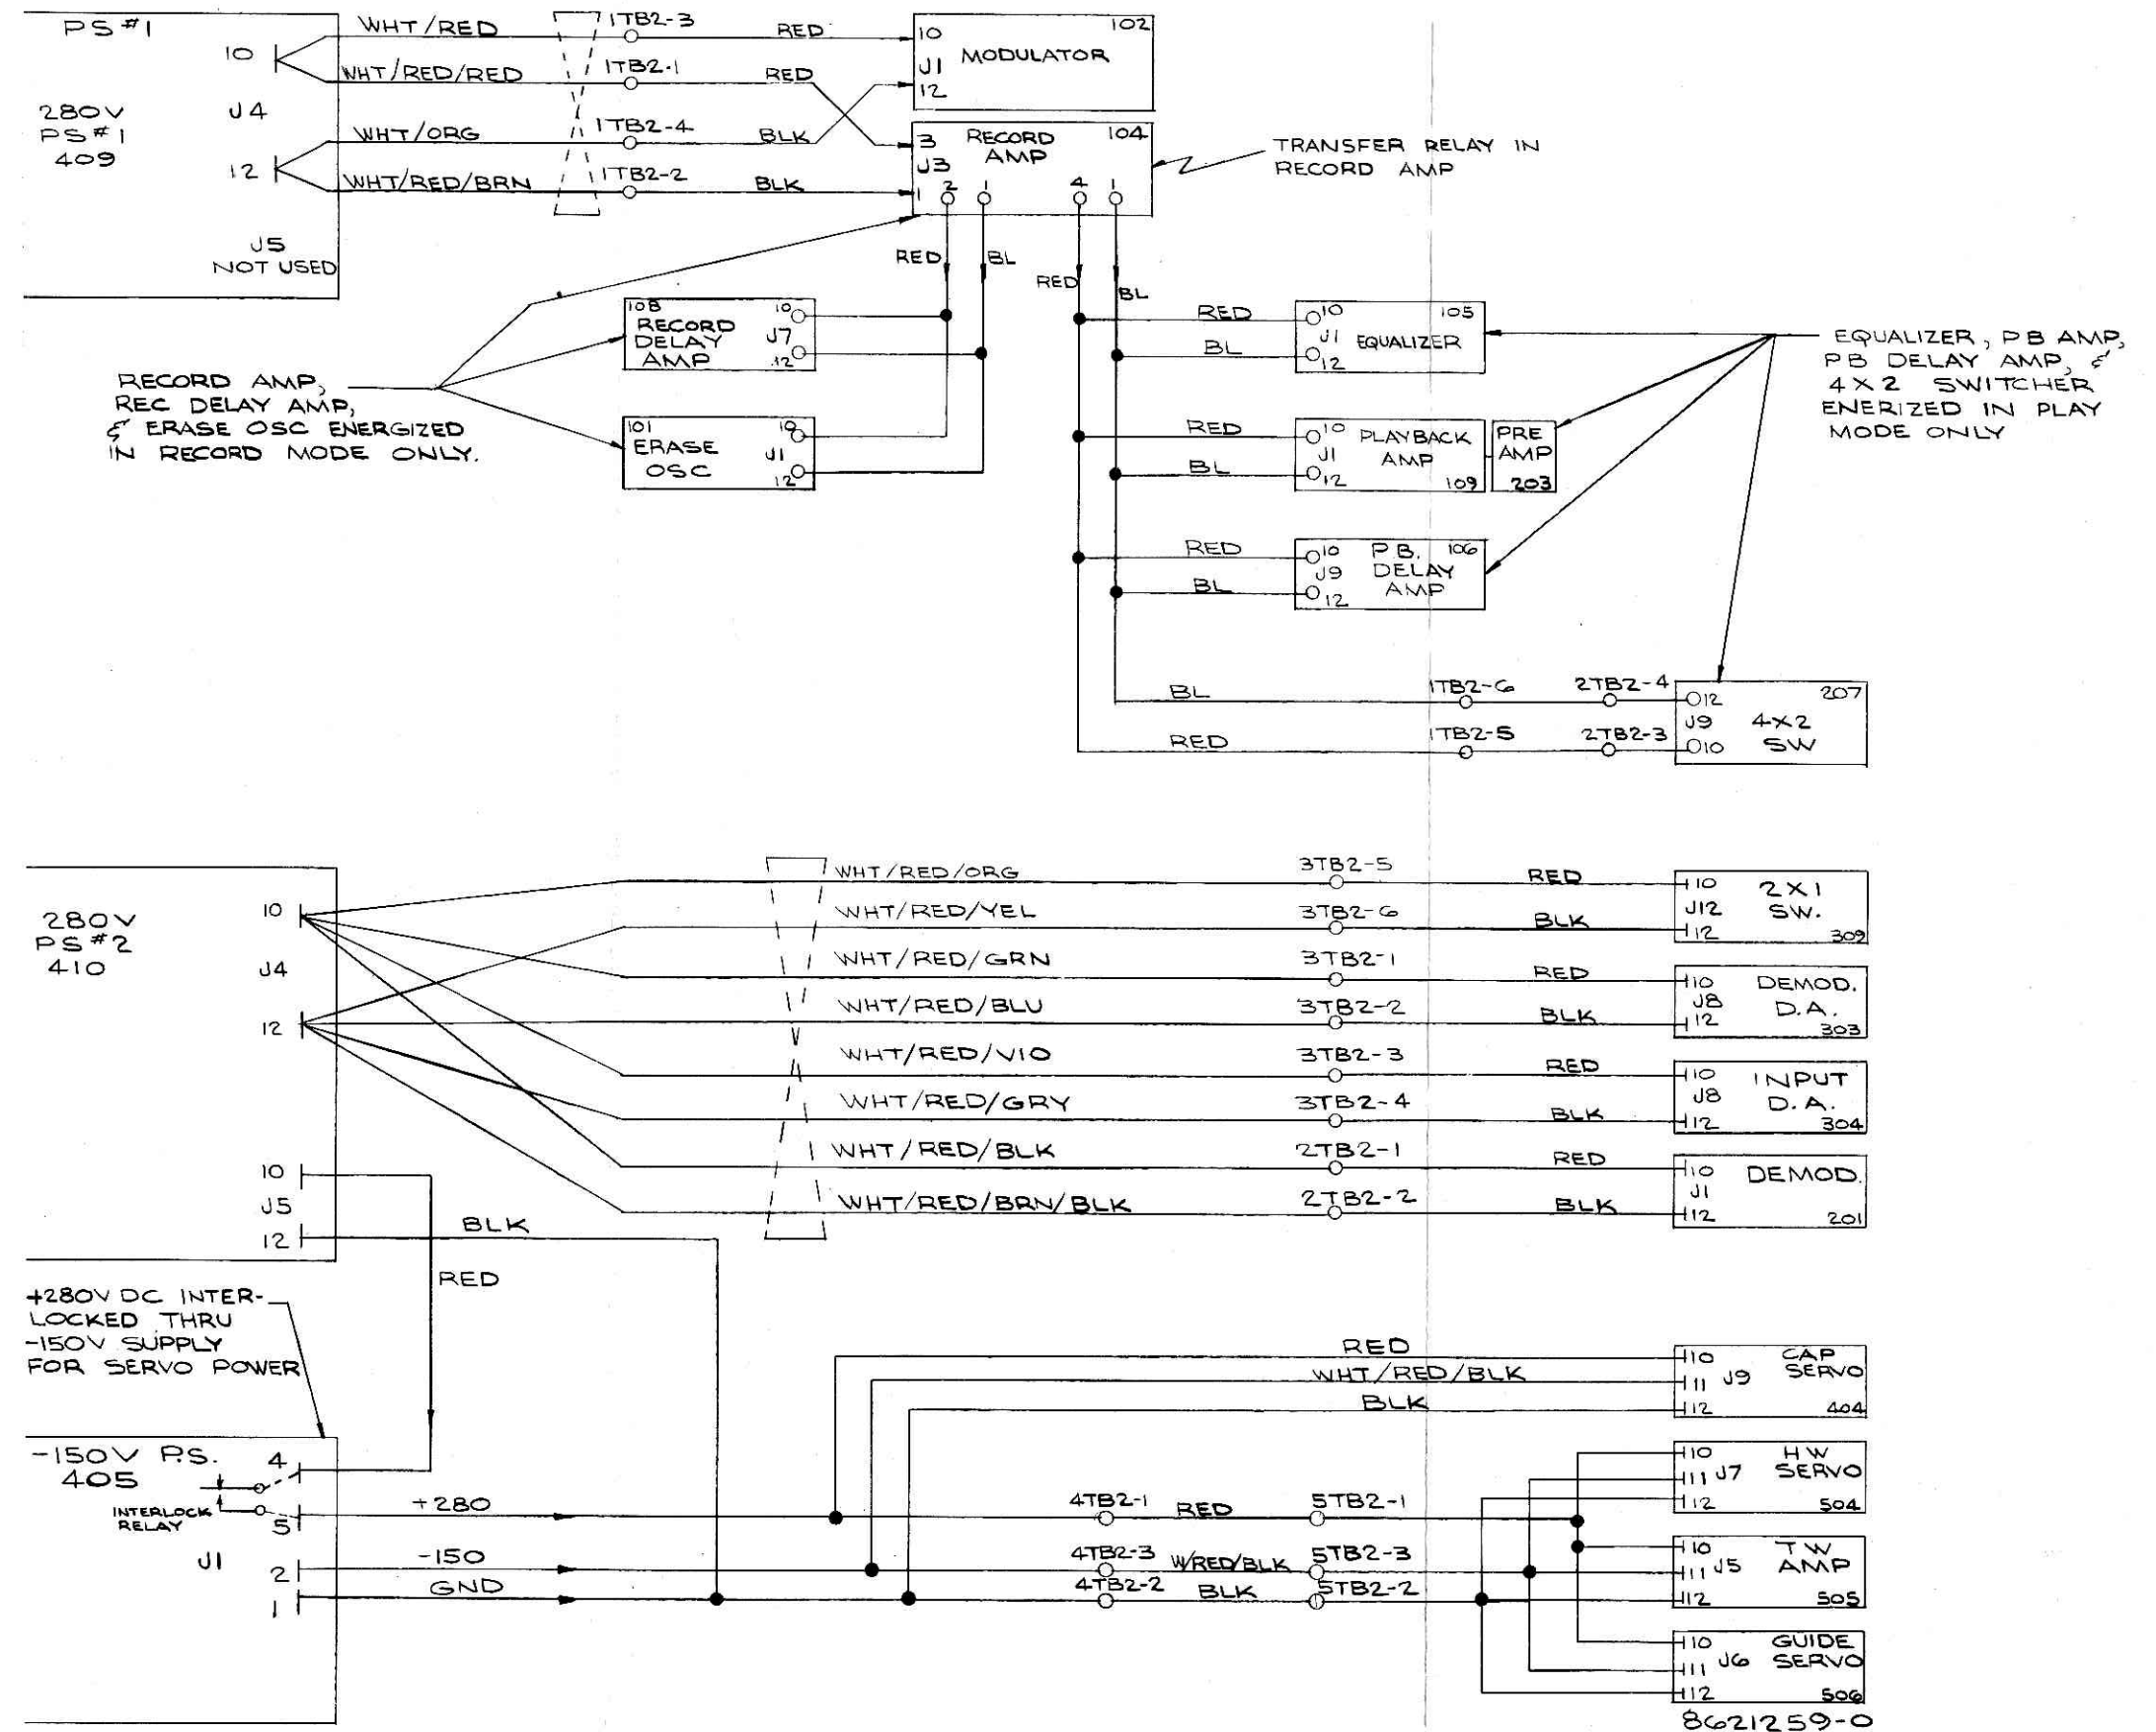 PS #1
10
280V
PS #1
409
J4
12
J5
NOT USED
WHT/RED
1TB2-3
RED
WHT/RED/RED
1TB2-1
RED
WHT/ORG
1TB2-4
BLK
WHT/RED/BRN
1TB2-2
BLK
10
102
J1
MODULATOR
12
3
RECORD
AMP
104
J3
1
2
1
4
1
TRANSFER RELAY IN
RECORD AMP
RED
BL
RED
BL
108
RECORD
DELAY
AMP
10
J7
12
101
ERASE
OSC
10
J1
12
RECORD AMP,
REC DELAY AMP,
& ERASE OSC ENERGIZED
IN RECORD MODE ONLY.
RED
BL
10
105
J1
EQUALIZER
12
RED
BL
10
PLAYBACK
AMP
J1
12
109
PRE
AMP
203
RED
BL
10
P.B.
DELAY
AMP
106
J9
12
EQUALIZER, PB AMP,
PB DELAY AMP, &
4X2 SWITCHER
ENERIZED IN PLAY
MODE ONLY
BL
1TB2-6
2TB2-4
RED
1TB2-5
2TB2-3
12
207
J9
4X2
SW
10
280V
PS #2
410
10
J4
12
10
J5
12
WHT/RED/ORG
3TB2-5
RED
WHT/RED/YEL
3TB2-6
BLK
WHT/RED/GRN
3TB2-1
RED
WHT/RED/BLU
3TB2-2
BLK
WHT/RED/VIO
3TB2-3
RED
WHT/RED/GRY
3TB2-4
BLK
WHT/RED/BLK
2TB2-1
RED
WHT/RED/BRN/BLK
2TB2-2
BLK
10
2X1
SW.
J12
12
309
10
DEMOD.
D.A.
J8
12
303
10
INPUT
D.A.
J8
12
304
10
DEMOD.
J1
12
201
BLK
RED
+280V DC INTER-
LOCKED THRU
-150V SUPPLY
FOR SERVO POWER
-150V P.S.
405
4
INTERLOCK
RELAY
5
J1
2
1
+280
-150
GND
RED
WHT/RED/BLK
BLK
4TB2-1
RED
5TB2-1
4TB2-3
W/RED/BLK
5TB2-3
4TB2-2
BLK
5TB2-2
10
CAP
SERVO
11
J9
12
404
10
HW
SERVO
11
J7
12
504
10
TW
AMP
11
J5
12
505
10
GUIDE
SERVO
11
J6
12
506
8621259-0